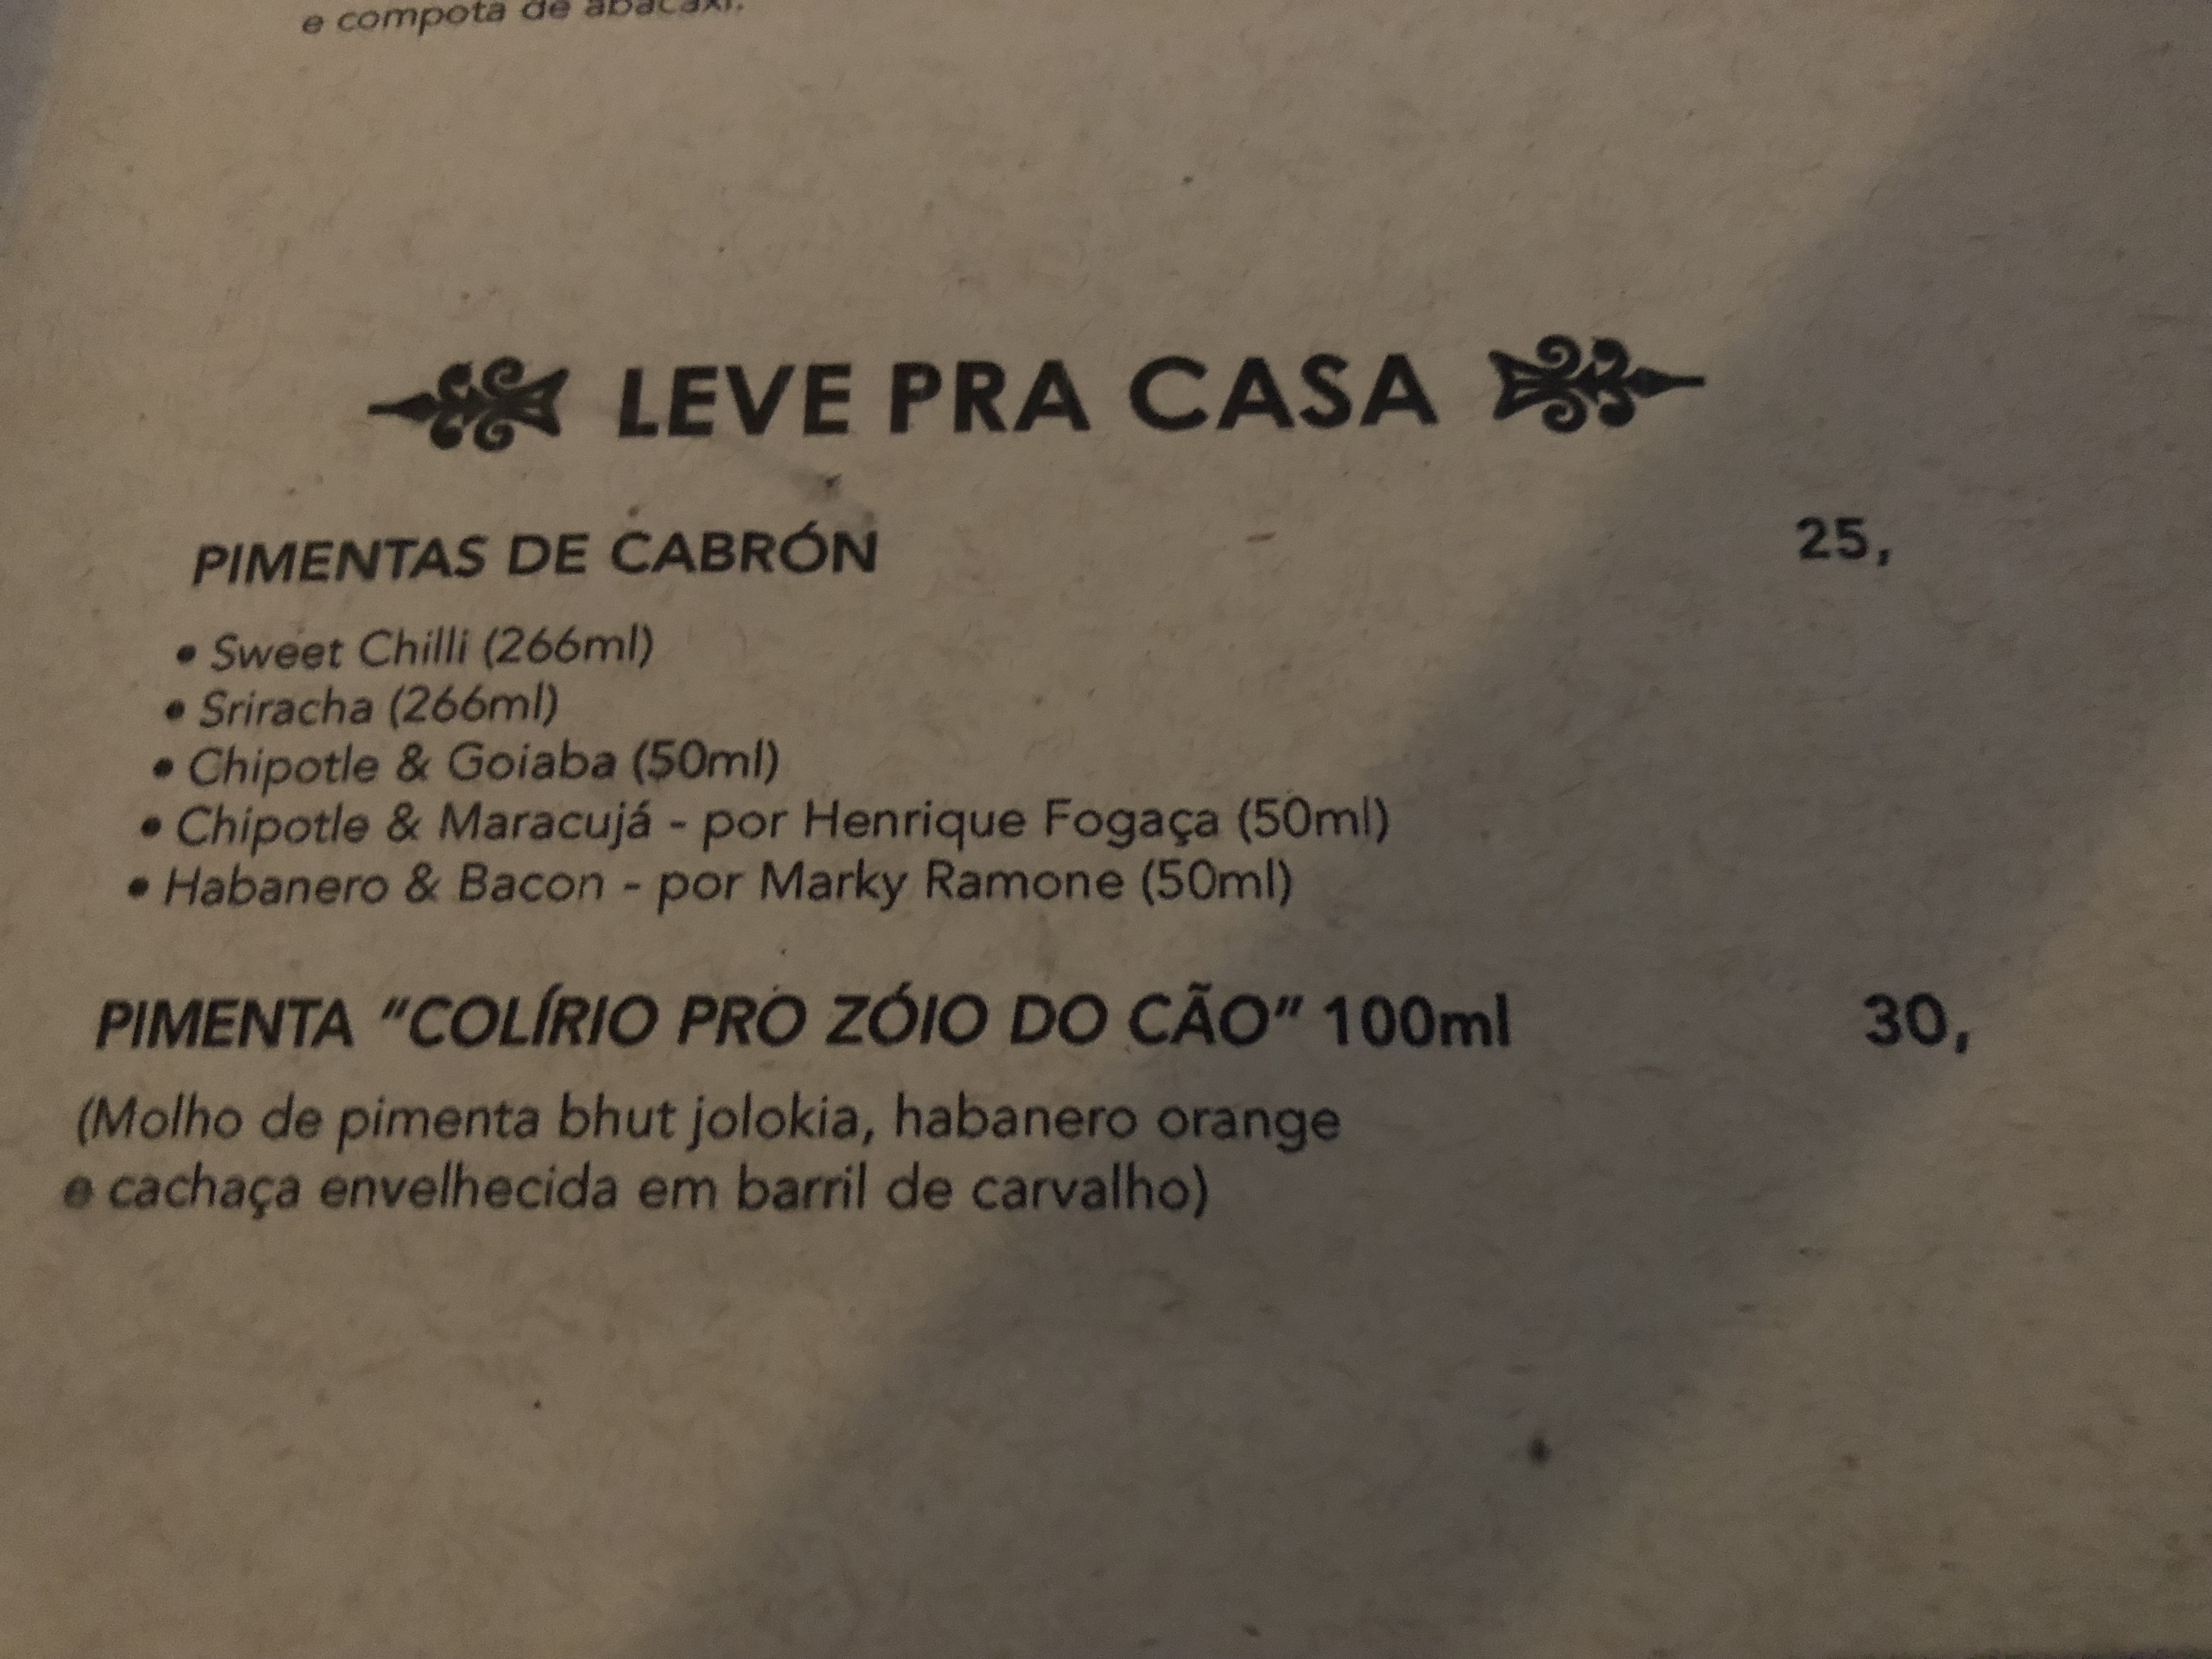 e compota de abacaxi.
LEVE PRA CASA
PIMENTAS DE CABRÓN 25,
• Sweet Chilli (266ml)
• Sriracha (266ml)
• Chipotle & Goiaba (50ml)
• Chipotle & Maracujá - por Henrique Fogaça (50ml)
• Habanero & Bacon - por Marky Ramone (50ml)
PIMENTA "COLÍRIO PRO ZÓIO DO CÃO" 100ml 30,
(Molho de pimenta bhut jolokia, habanero orange
e cachaça envelhecida em barril de carvalho)